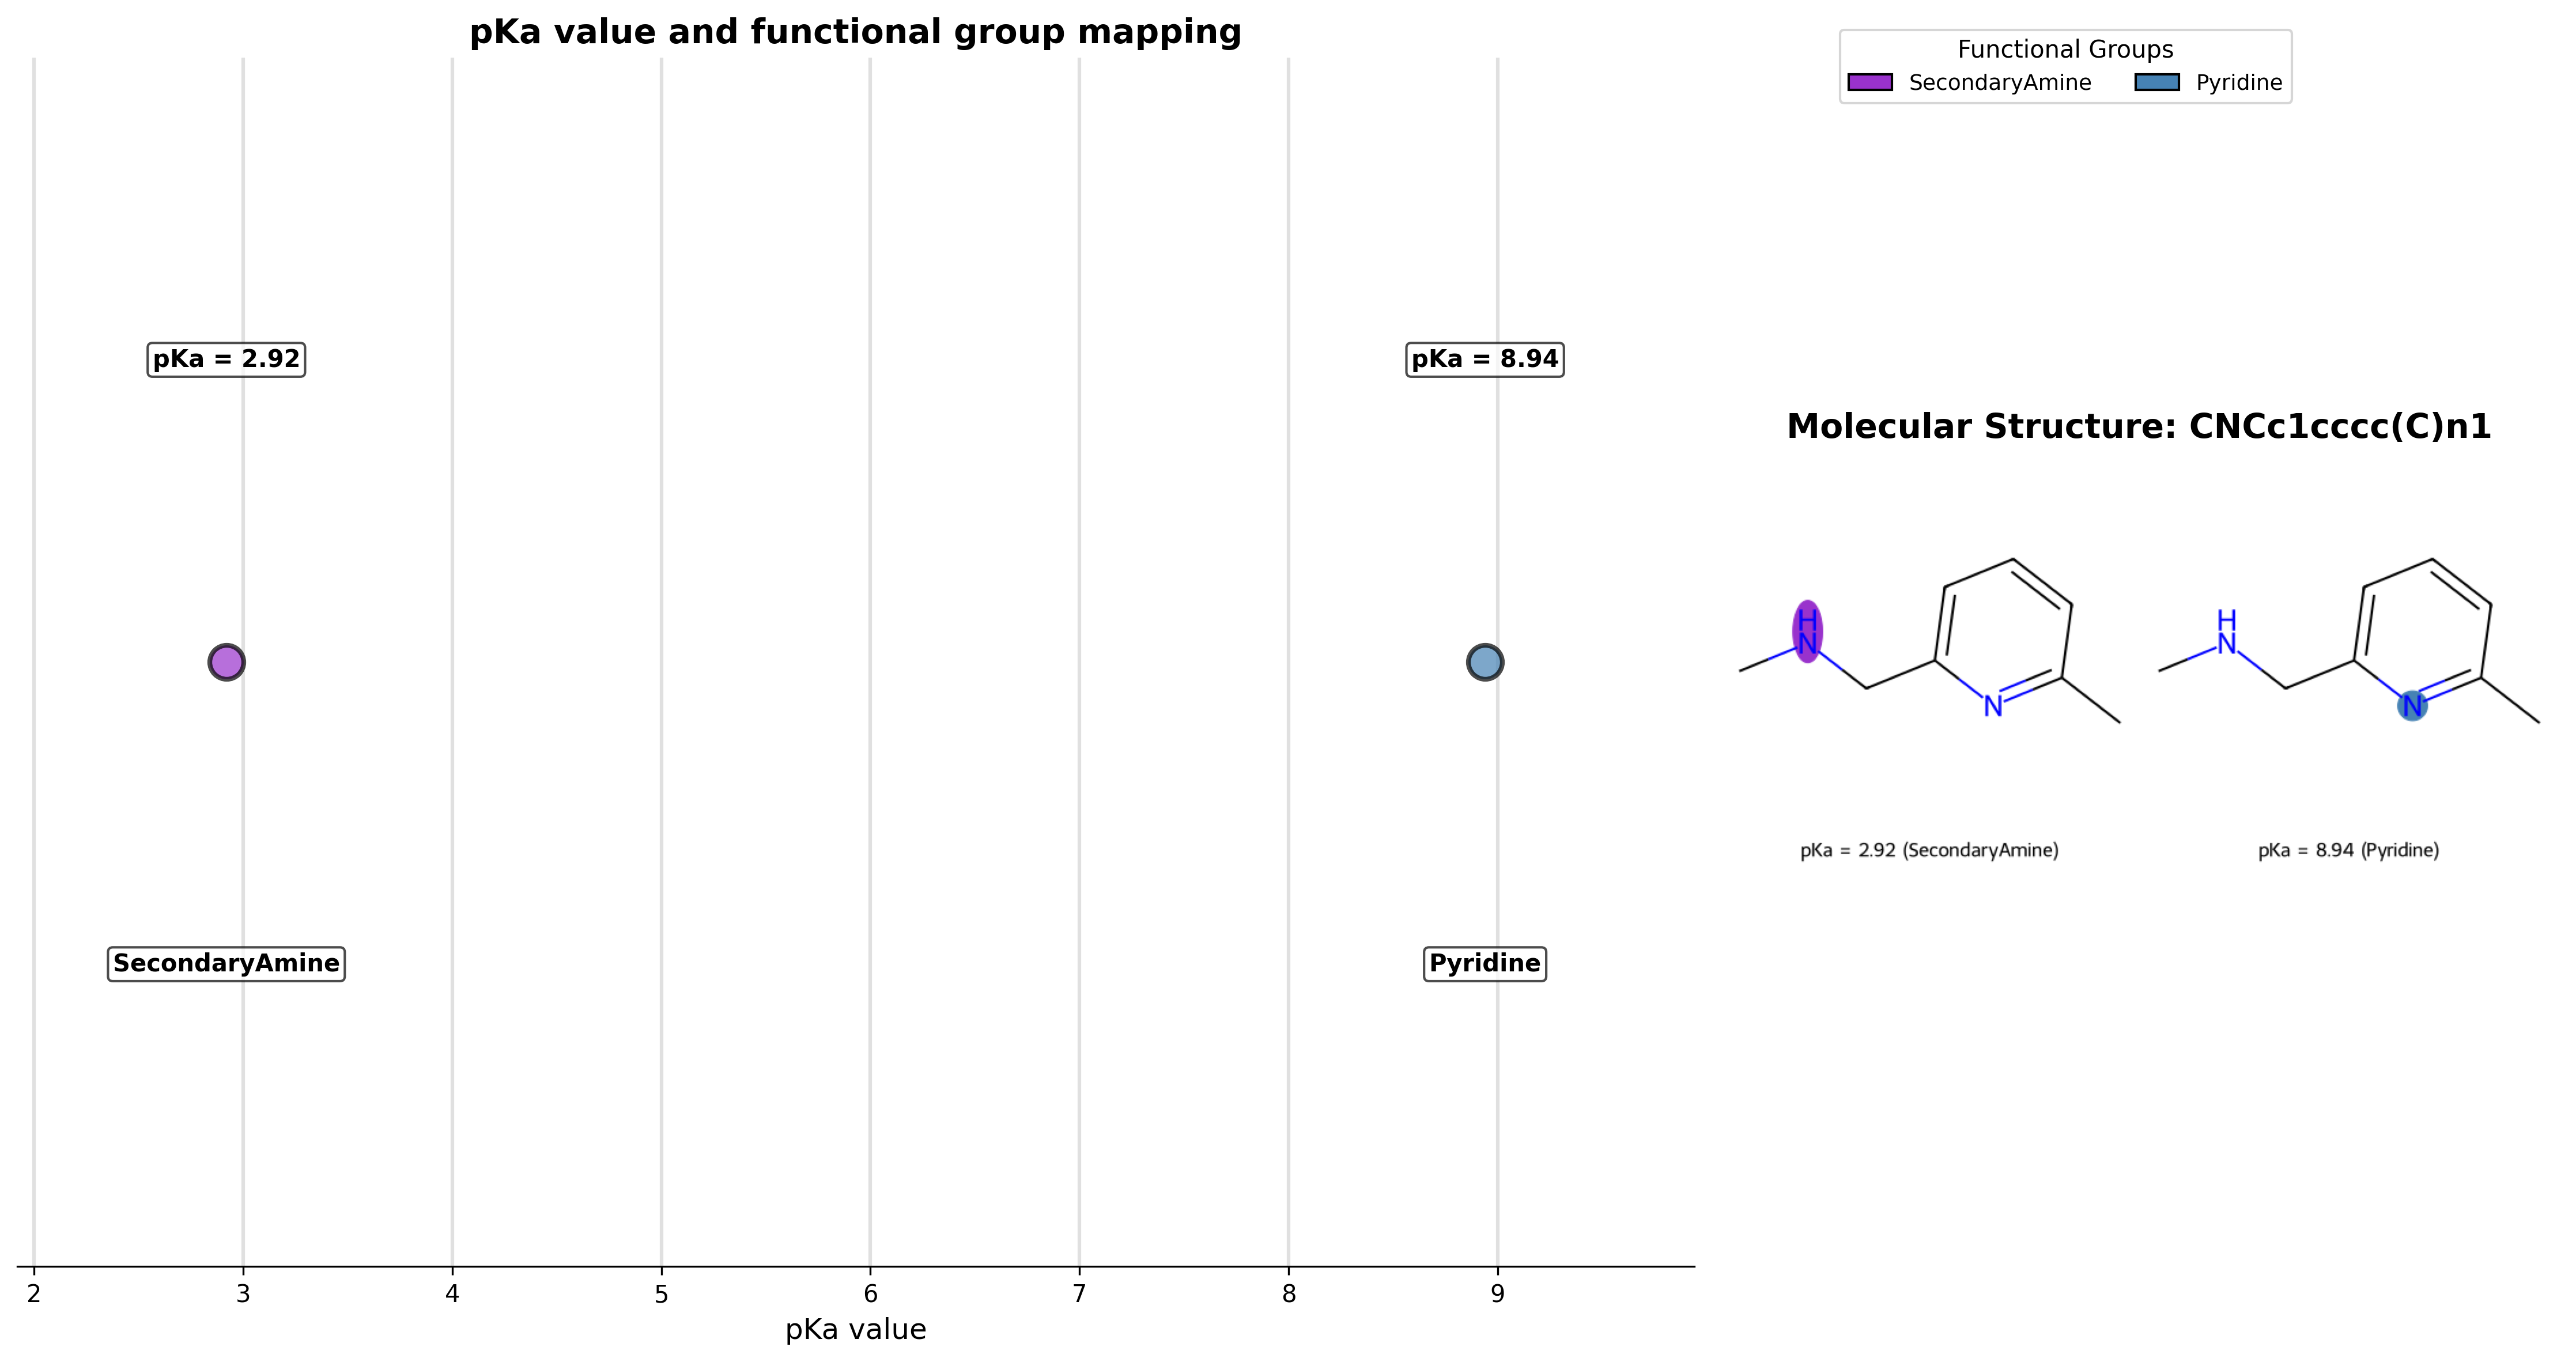 pKa value and functional group mapping
Functional Groups
SecondaryAmine
Pyridine
pKa = 2.92
pKa = 8.94
Molecular Structure: CNCc1cccc(C)n1
H
N
N
H
N
N
pKa = 2.92 (SecondaryAmine)
pKa = 8.94 (Pyridine)
SecondaryAmine
Pyridine
2 3 4 5 6 7 8 9
pKa value